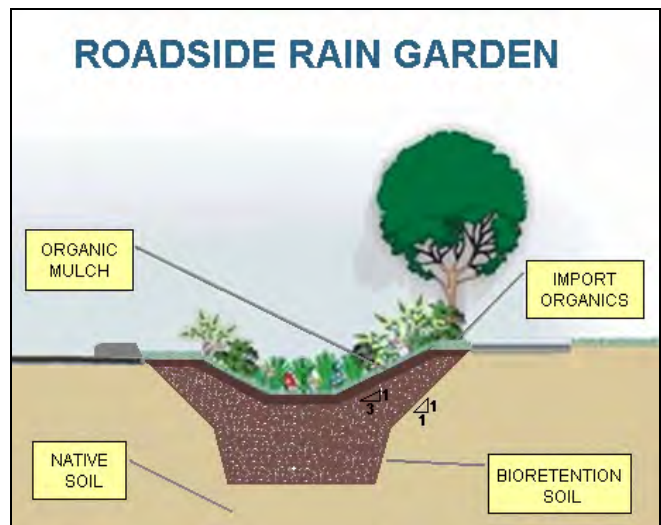 ROADSIDE RAIN GARDEN
ORGANIC
MULCH
IMPORT
ORGANICS
1
3
1
1
NATIVE
SOIL
BIORETENTION
SOIL